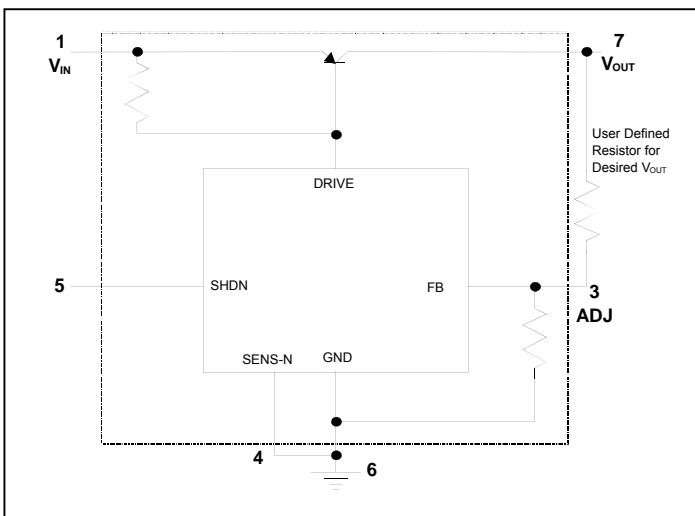 1
VIN
7
VOUT
User Defined
Resistor for
Desired VOUT
DRIVE
5
SHDN
FB
3
ADJ
SENS-N
GND
4
6